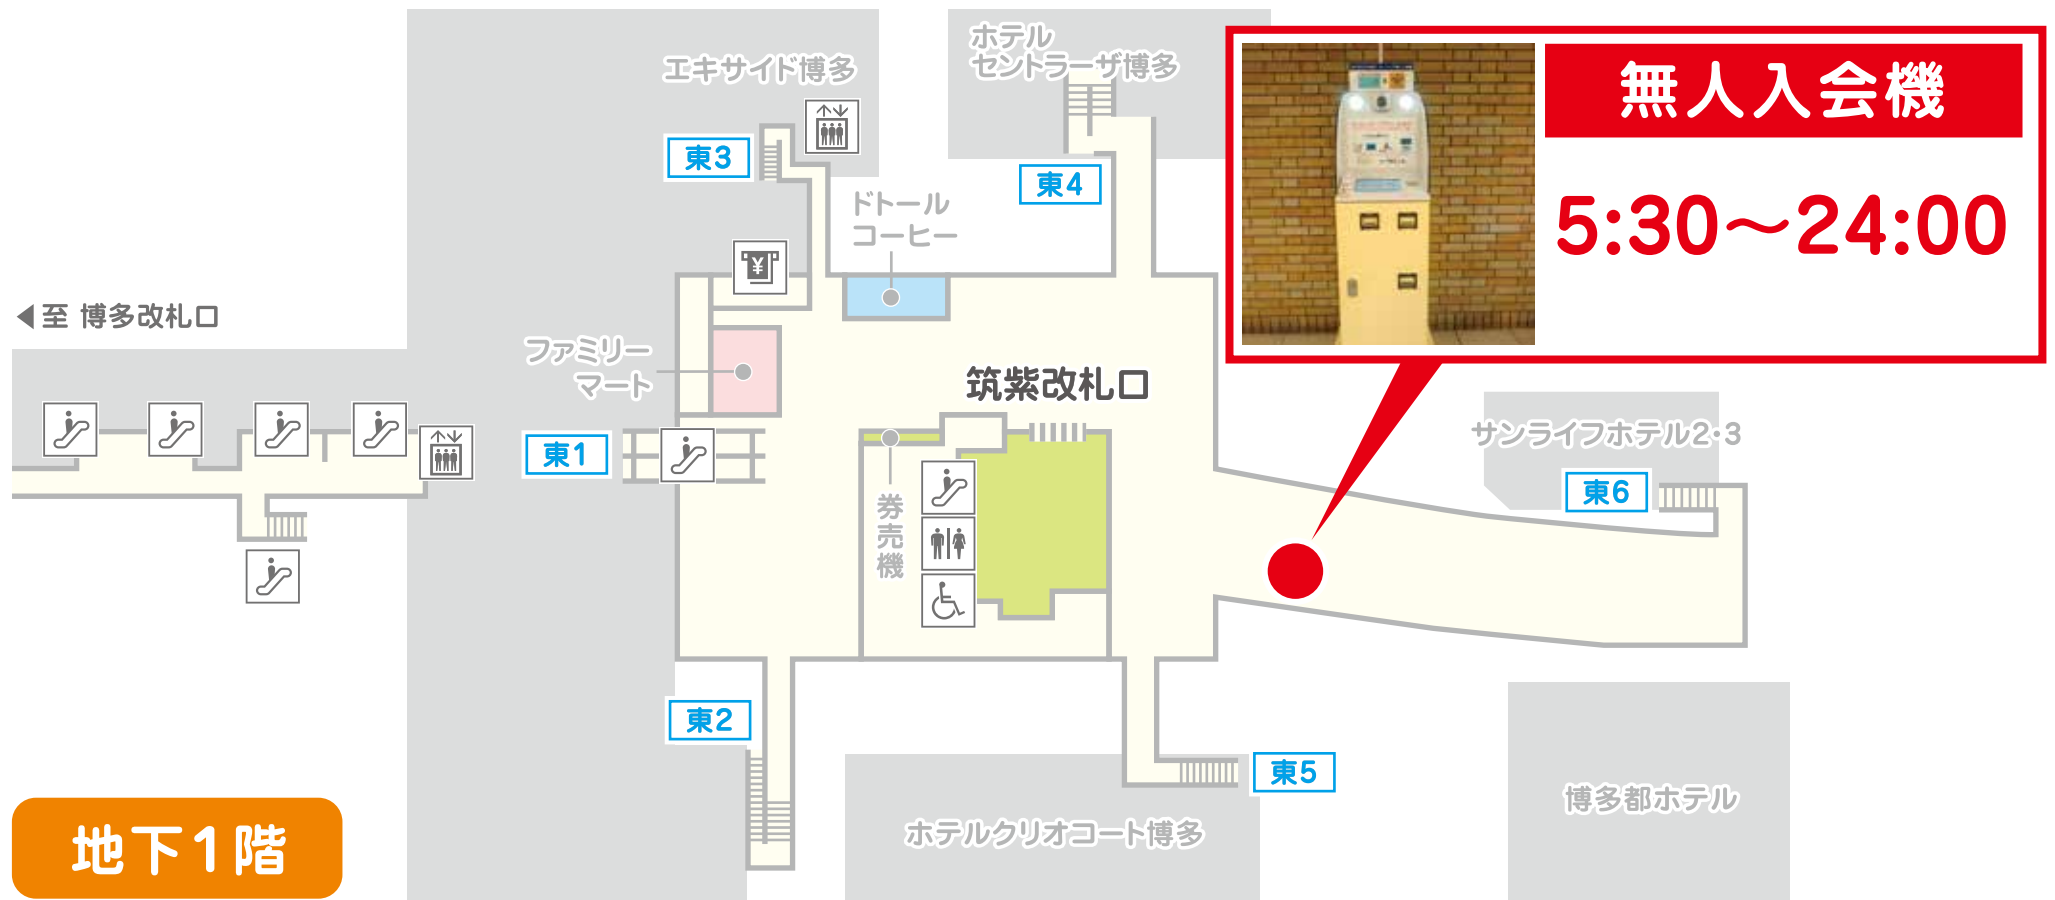 エキサイド博多
ホテル
セントラーザ博多
無人入会機
5:30～24:00
東3
東4
ドトール
コーヒー
¥
◀至 博多改札口
ファミリー
マート
筑紫改札口
サンライフホテル2・3
東1
東6
券売機
東2
東5
博多都ホテル
ホテルクリオコート博多
地下1階